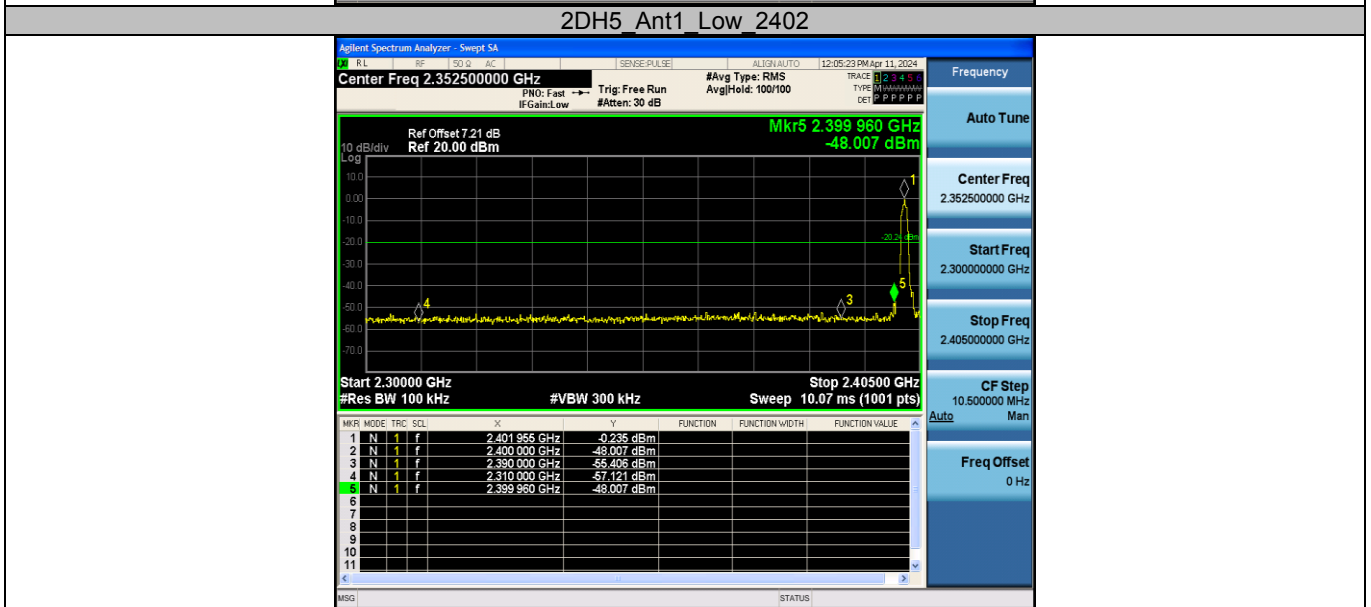 2DH5_Ant1_Low_2402
Agilent Spectrum Analyzer - Swept SA
RL RF 50 Ω AC SENSE:PULSE ALIGN AUTO 12:05:23 PM Apr 11, 2024
Center Freq 2.352500000 GHz
PNO: Fast
IFGain:Low
Trig: Free Run
#Atten: 30 dB
#Avg Type: RMS
Avg|Hold: 100/100
TRACE 1 2 3 4 5 6
TYPE M
DET P P P P P P
Mkr5 2.399 960 GHz
-48.007 dBm
Ref Offset 7.21 dB
10 dB/div Ref 20.00 dBm
Log
10.0
0.00
-10.0
-20.0
-30.0
-40.0
-50.0
-60.0
-70.0
1
-20.24 dBm
5
4
3
Start 2.30000 GHz Stop 2.40500 GHz
#Res BW 100 kHz #VBW 300 kHz Sweep 10.07 ms (1001 pts)
MKR MODE TRC SCL X Y FUNCTION FUNCTION WIDTH FUNCTION VALUE
1 N 1 f 2.401 955 GHz -0.235 dBm
2 N 1 f 2.400 000 GHz -48.007 dBm
3 N 1 f 2.390 000 GHz -55.406 dBm
4 N 1 f 2.310 000 GHz -57.121 dBm
5 N 1 f 2.399 960 GHz -48.007 dBm
6
7
8
9
10
11
MSG STATUS
Frequency
Auto Tune
Center Freq
2.352500000 GHz
Start Freq
2.300000000 GHz
Stop Freq
2.405000000 GHz
CF Step
10.500000 MHz
Auto Man
Freq Offset
0 Hz